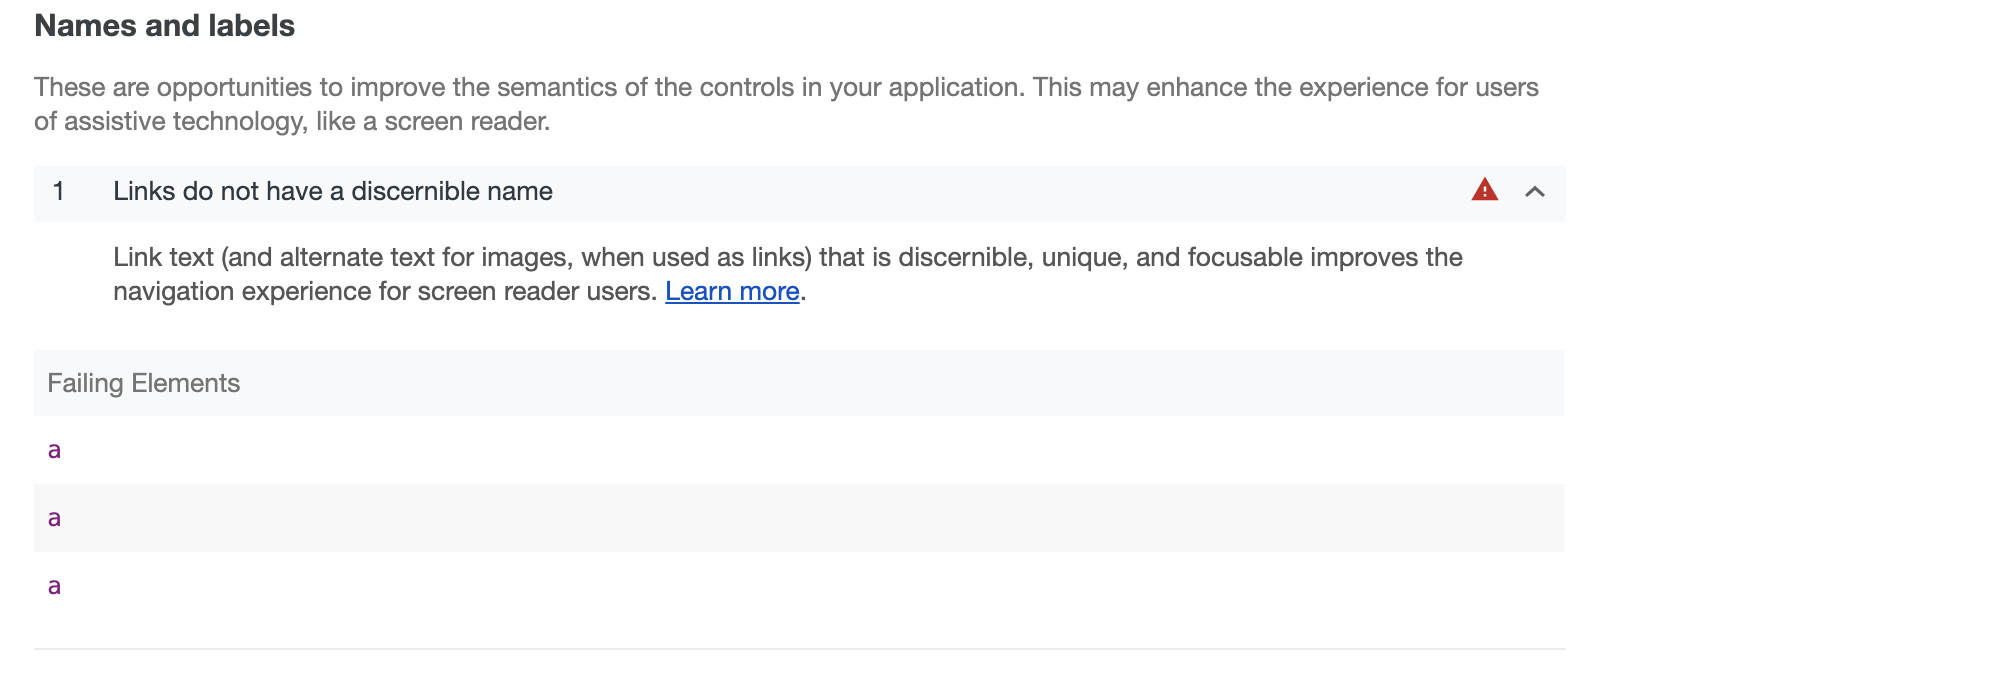 Names and labels
These are opportunities to improve the semantics of the controls in your application. This may enhance the experience for users
of assistive technology, like a screen reader.
1 Links do not have a discernible name
Link text (and alternate text for images, when used as links) that is discernible, unique, and focusable improves the
navigation experience for screen reader users. Learn more.
Failing Elements
a
a
a